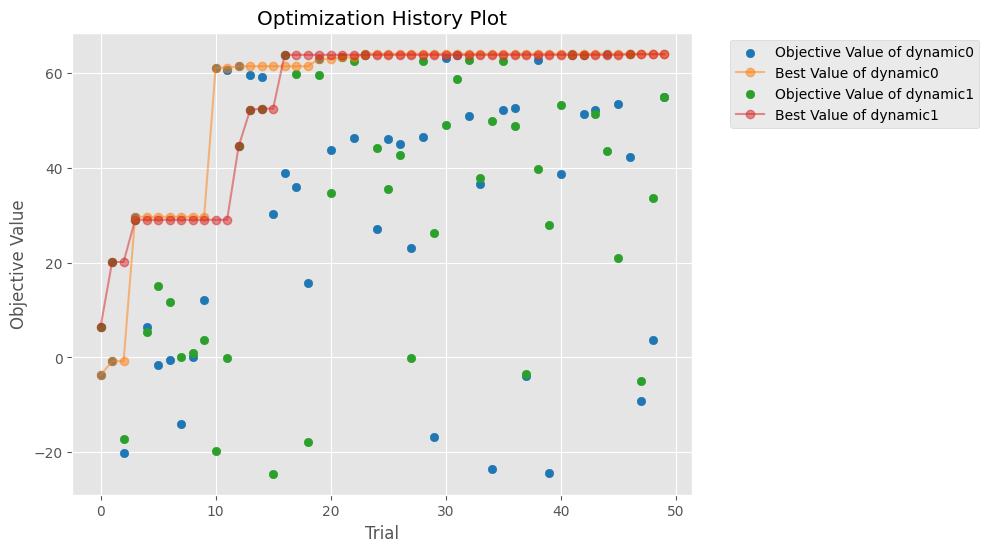 Optimization History Plot
Objective Value
60
40
20
0
−20
0 10 20 30 40 50
Trial
Objective Value of dynamic0
Best Value of dynamic0
Objective Value of dynamic1
Best Value of dynamic1